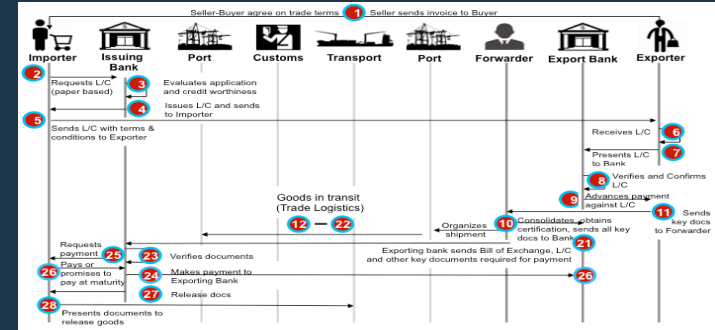 Seller-Buyer agree on trade terms 1 Seller sends invoice to Buyer
Importer
Issuing
Bank
Port
Customs
Transport
Port
Forwarder
Export Bank
Exporter
2
Requests L/C
(paper based)
3
Evaluates application
and credit worthiness
4
Issues L/C and sends
to Importer
5
Sends L/C with terms &
conditions to Exporter
Receives L/C
6
7
Presents L/C
to Bank
8
Verifies and Confirms
L/C
9
Advances payment
against L/C
11
Sends
key docs
to Forwarder
10
Consolidates, obtains
certification, sends all key
docs to Bank
Organizes
shipment
Goods in transit
(Trade Logistics)
12 — 22
21
Exporting bank sends Bill of Exchange, L/C
and other key documents required for payment
Requests
payment
25
23
Verifies documents
26
Pays or
promises to
pay at maturity
24
Makes payment to
Exporting Bank
26
27
Release docs
28
Presents documents to
release goods